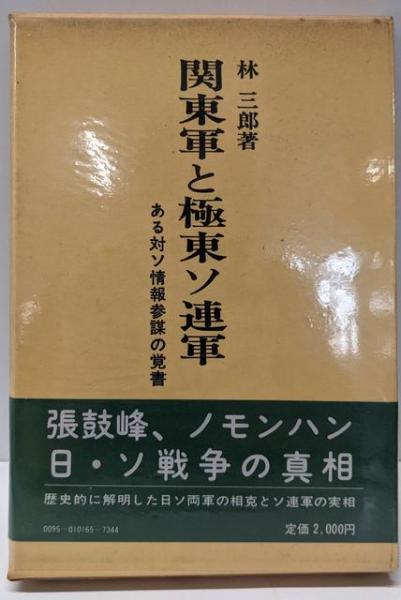 林三郎著
関東軍と極東ソ連軍
ある対ソ情報参謀の覚書
張鼓峰、ノモンハン
日・ソ戦争の真相
歴史的に解明した日ソ両軍の相克とソ連軍の実相
0095-010165-7344
定価2,000円